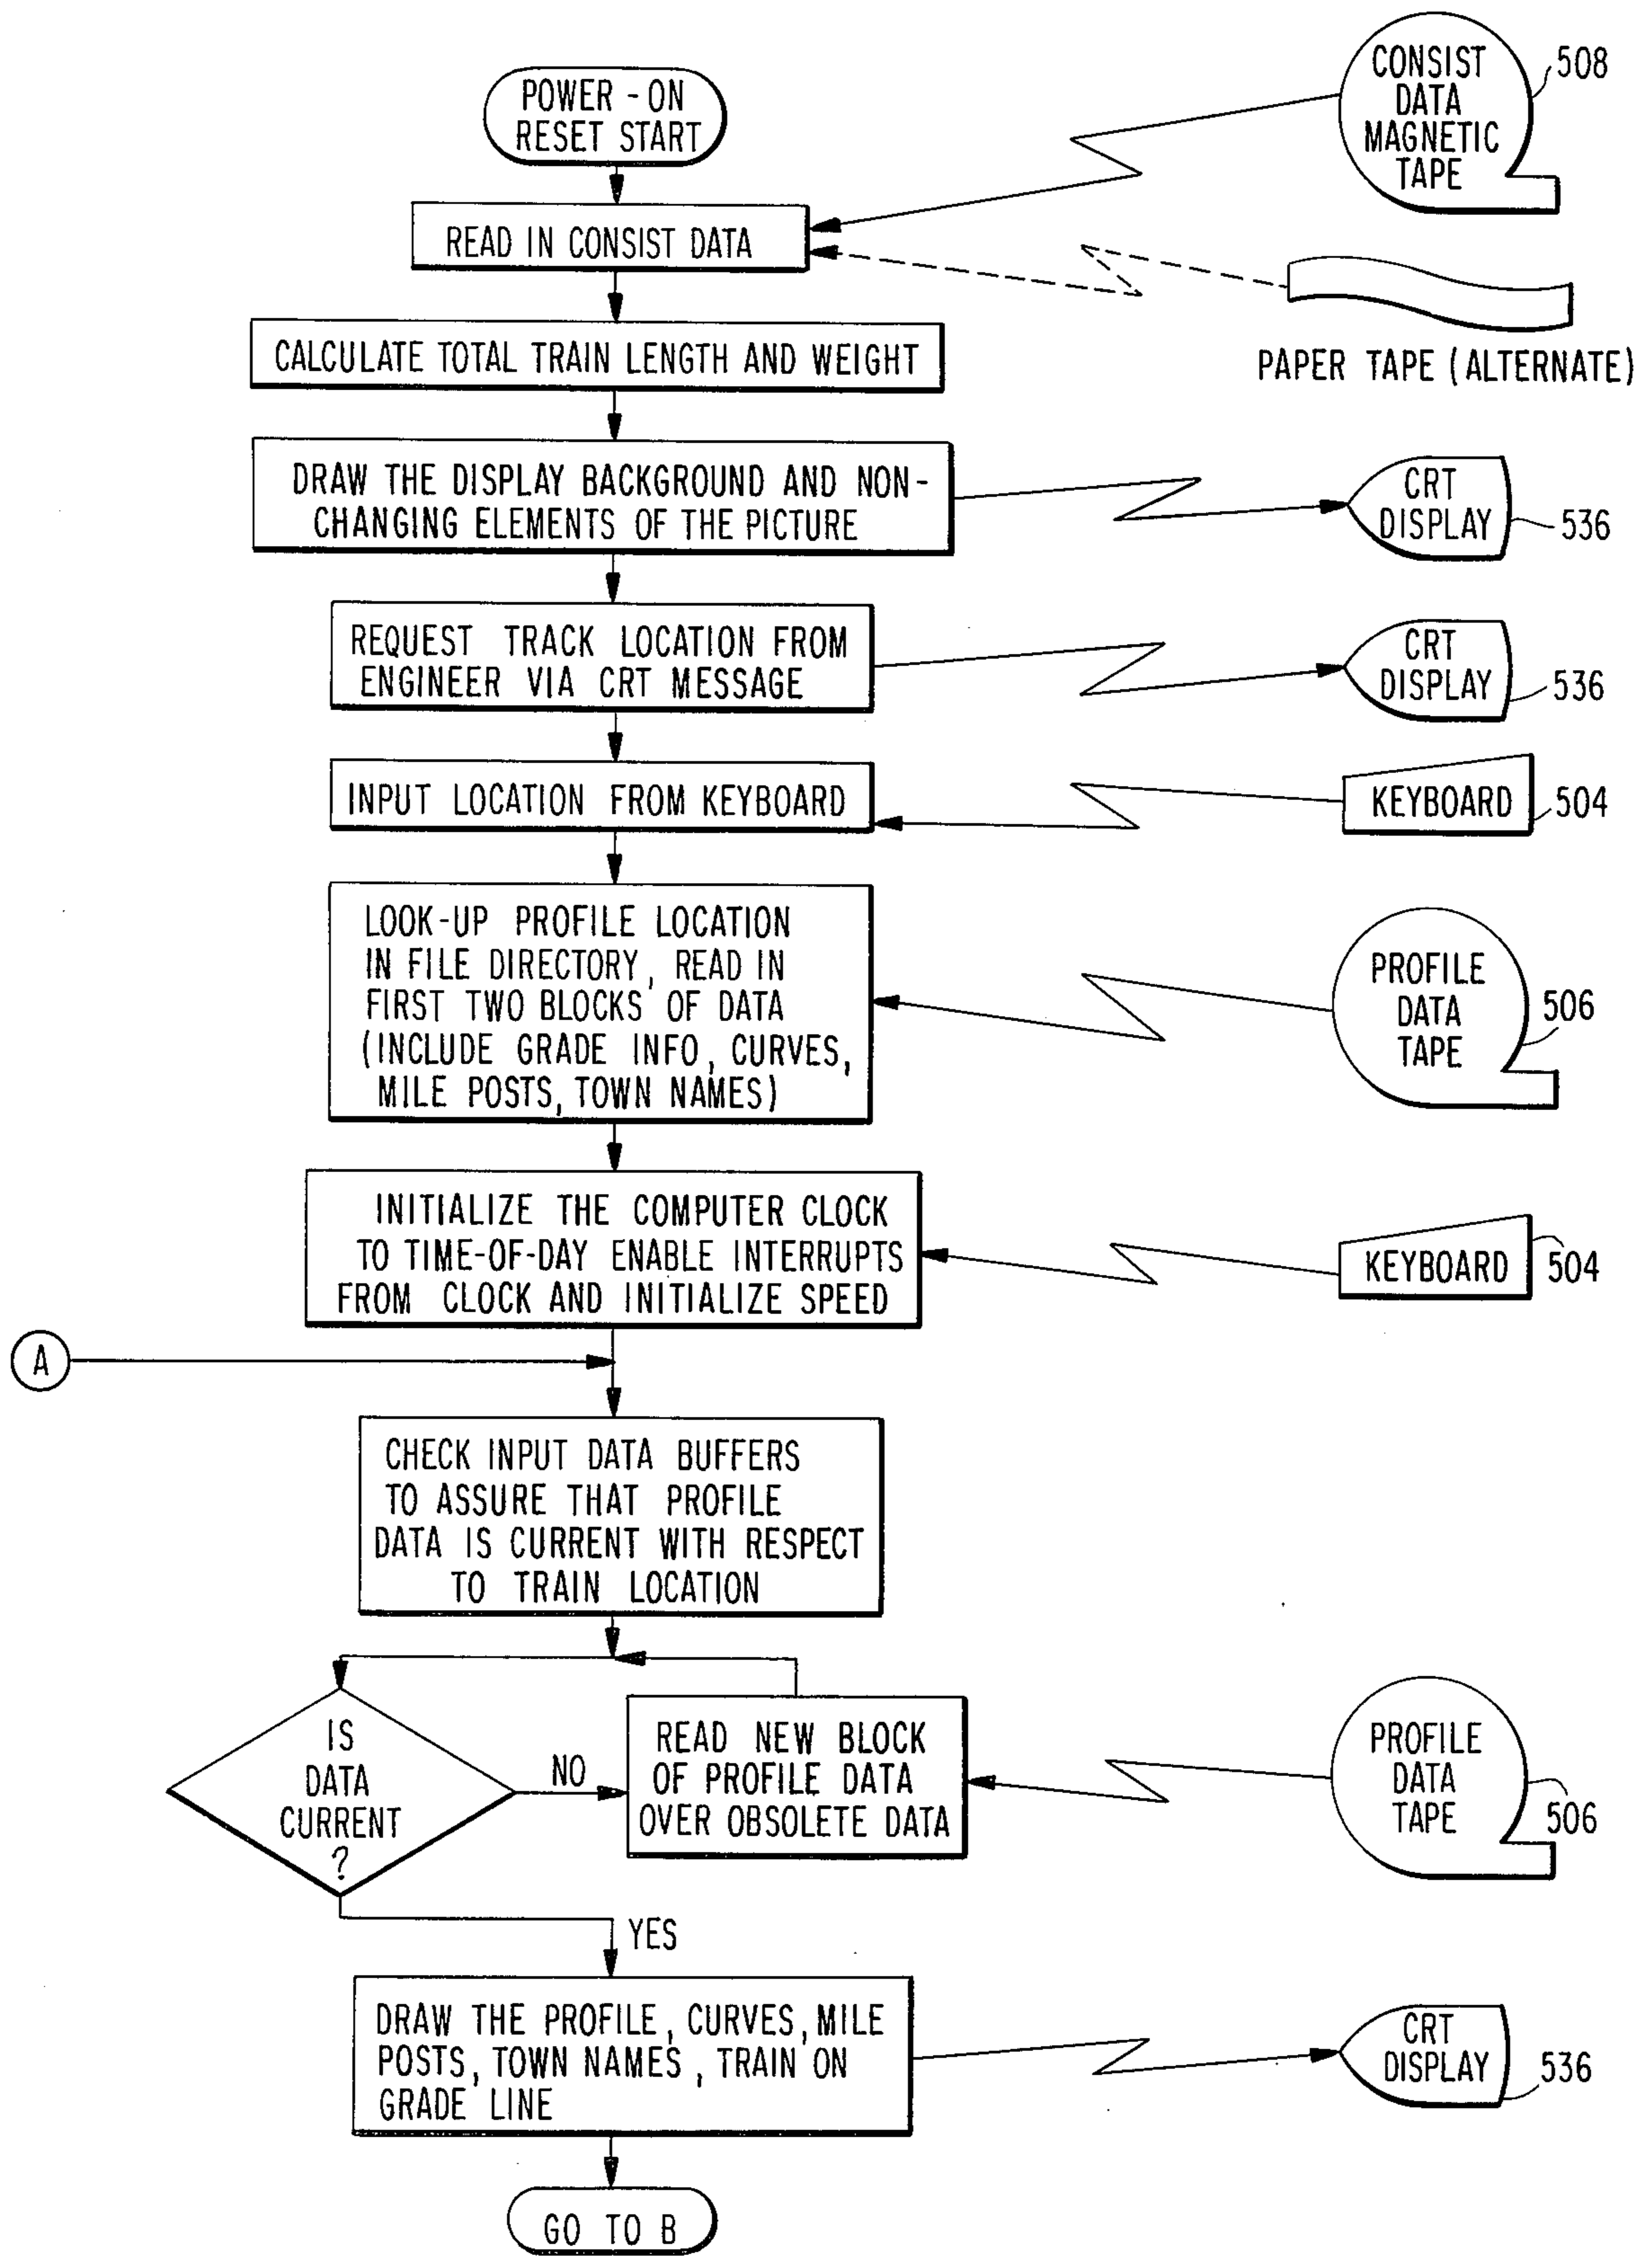 POWER - ON
RESET START
CONSIST
DATA
MAGNETIC
TAPE
508
READ IN CONSIST DATA
PAPER TAPE (ALTERNATE)
CALCULATE TOTAL TRAIN LENGTH AND WEIGHT
DRAW THE DISPLAY BACKGROUND AND NON-
CHANGING ELEMENTS OF THE PICTURE
CRT
DISPLAY
536
REQUEST TRACK LOCATION FROM
ENGINEER VIA CRT MESSAGE
CRT
DISPLAY
536
INPUT LOCATION FROM KEYBOARD
KEYBOARD
504
LOOK-UP PROFILE LOCATION
IN FILE DIRECTORY, READ IN
FIRST TWO BLOCKS OF DATA
(INCLUDE GRADE INFO, CURVES,
MILE POSTS, TOWN NAMES)
PROFILE
DATA
TAPE
506
INITIALIZE THE COMPUTER CLOCK
TO TIME-OF-DAY ENABLE INTERRUPTS
FROM CLOCK AND INITIALIZE SPEED
KEYBOARD
504
A
CHECK INPUT DATA BUFFERS
TO ASSURE THAT PROFILE
DATA IS CURRENT WITH RESPECT
TO TRAIN LOCATION
IS
DATA
CURRENT
?
NO
READ NEW BLOCK
OF PROFILE DATA
OVER OBSOLETE DATA
PROFILE
DATA
TAPE
506
YES
DRAW THE PROFILE, CURVES, MILE
POSTS, TOWN NAMES, TRAIN ON
GRADE LINE
CRT
DISPLAY
536
GO TO B